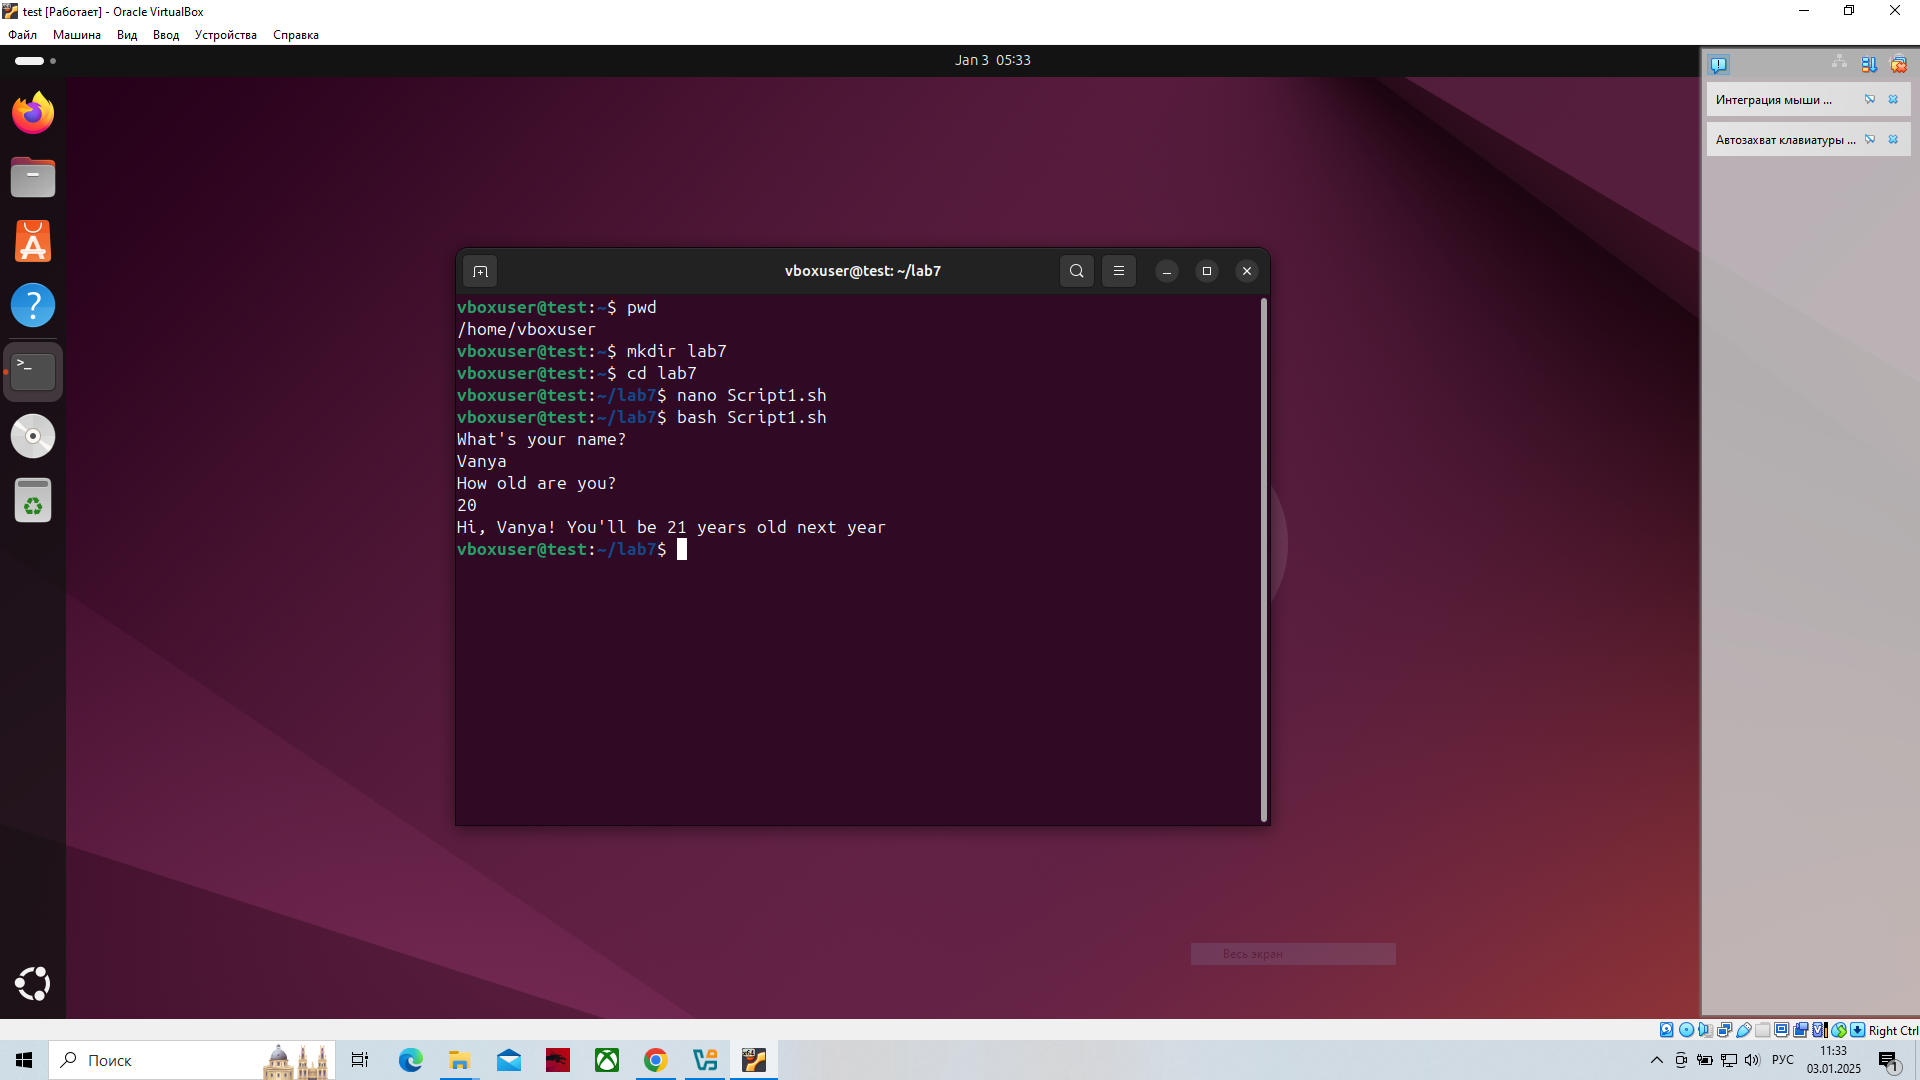 test [Работает] - Oracle VirtualBox
Файл Машина Вид Ввод Устройства Справка
Jan 3 05:33
Интеграция мыши ...
Автозахват клавиатуры ...
vboxuser@test: ~/lab7
vboxuser@test:~$ pwd
/home/vboxuser
vboxuser@test:~$ mkdir lab7
vboxuser@test:~$ cd lab7
vboxuser@test:~/lab7$ nano Script1.sh
vboxuser@test:~/lab7$ bash Script1.sh
What's your name?
Vanya
How old are you?
20
Hi, Vanya! You'll be 21 years old next year
vboxuser@test:~/lab7$
Весь экран
Right Ctrl
Поиск
РУС
11:33
03.01.2025
1